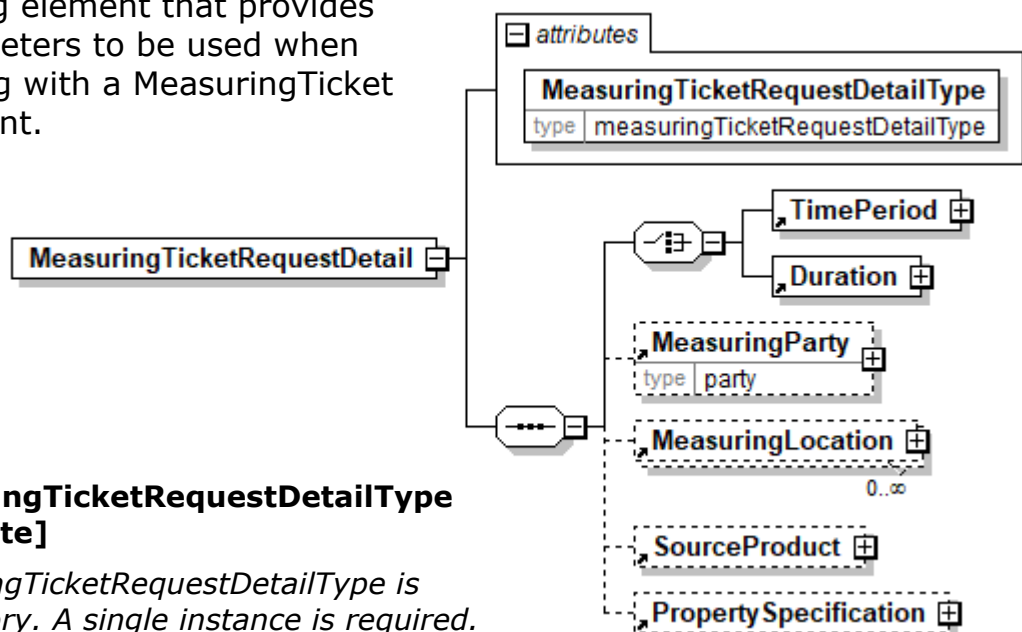 g element that provides
eters to be used when
g with a MeasuringTicket
nt.
attributes
MeasuringTicketRequestDetailType
type measuringTicketRequestDetailType
MeasuringTicketRequestDetail
TimePeriod
Duration
MeasuringParty
type party
MeasuringLocation
0..∞
SourceProduct
PropertySpecification
ngTicketRequestDetailType
te]
ngTicketRequestDetailType is
ory. A single instance is required.